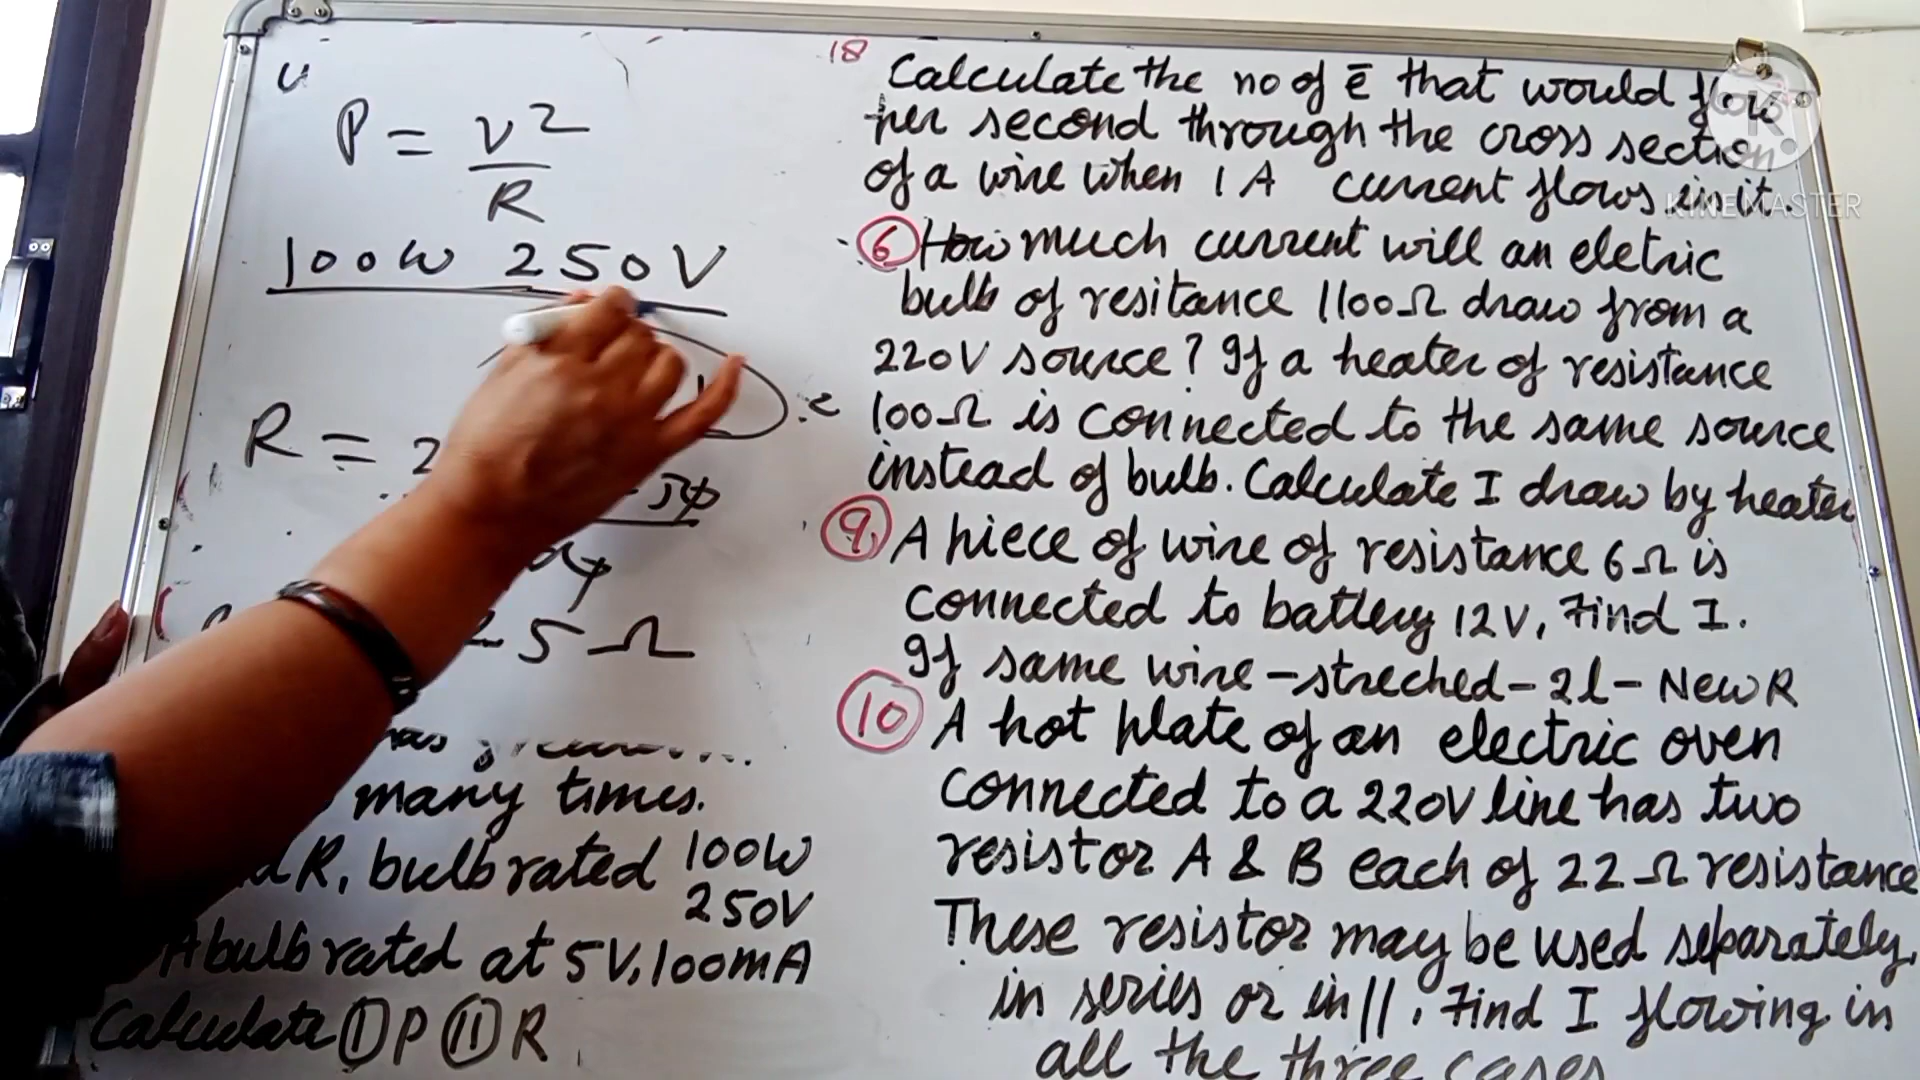 P = V²
R
100W 250V
R = 2
25 Ω
many times.
R, bulb rated 100W
250V
A bulb rated at 5V, 100mA
Calculate (I) P (II) R
18 Calculate the no of ē that would flow
per second through the cross section
of a wire when 1 A current flows in it.
KINEMASTER
(6) How much current will an eletric
bulb of resitance 1100Ω draw from a
220V source? If a heater of resistance
100Ω is connected to the same source
instead of bulb. Calculate I draw by heater
(9) A piece of wire of resistance 6Ω is
connected to battery 12V, Find I.
If same wire - streched - 2l - New R
(10) A hot plate of an electric oven
connected to a 220V line has two
resistor A & B each of 22Ω resistance
These resistor may be used separately,
in series or in ||. Find I flowing in
all the three cases